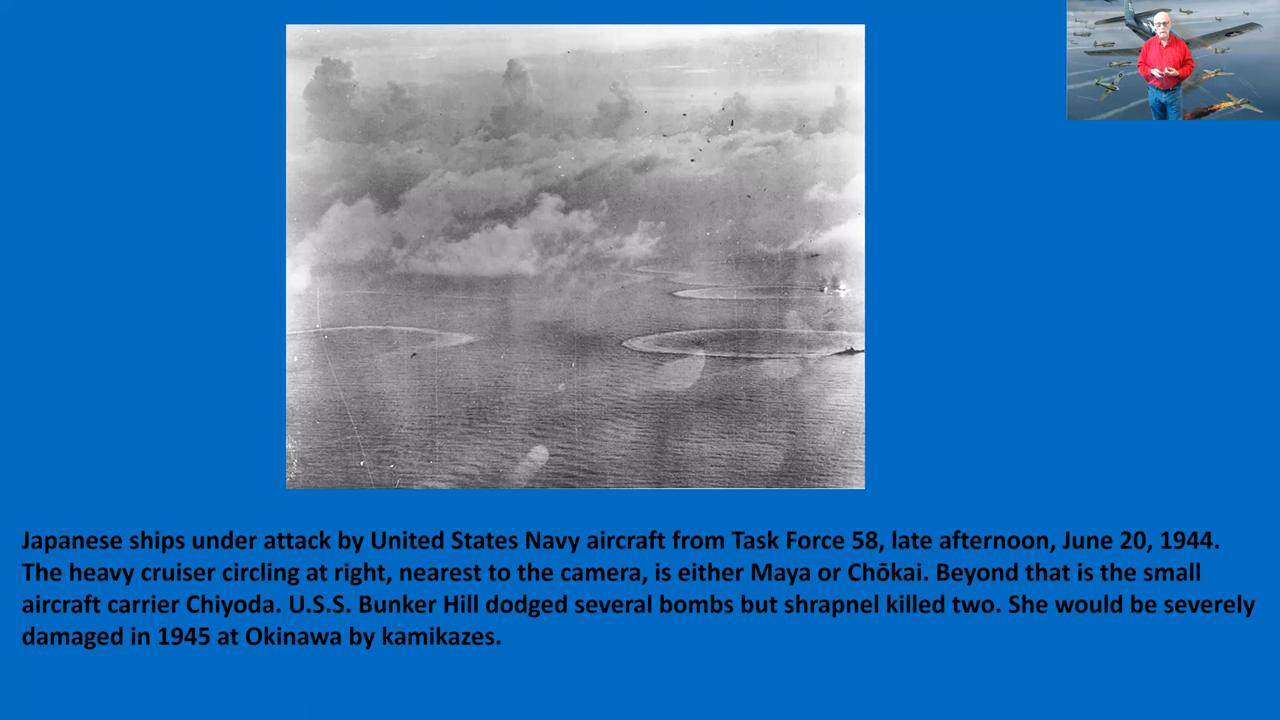 Japanese ships under attack by United States Navy aircraft from Task Force 58, late afternoon, June 20, 1944.
The heavy cruiser circling at right, nearest to the camera, is either Maya or Chōkai. Beyond that is the small
aircraft carrier Chiyoda. U.S.S. Bunker Hill dodged several bombs but shrapnel killed two. She would be severely
damaged in 1945 at Okinawa by kamikazes.